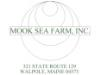 MOOK SEA FARM, INC.
321 STATE ROUTE 129
WALPOLE, MAINE 04573